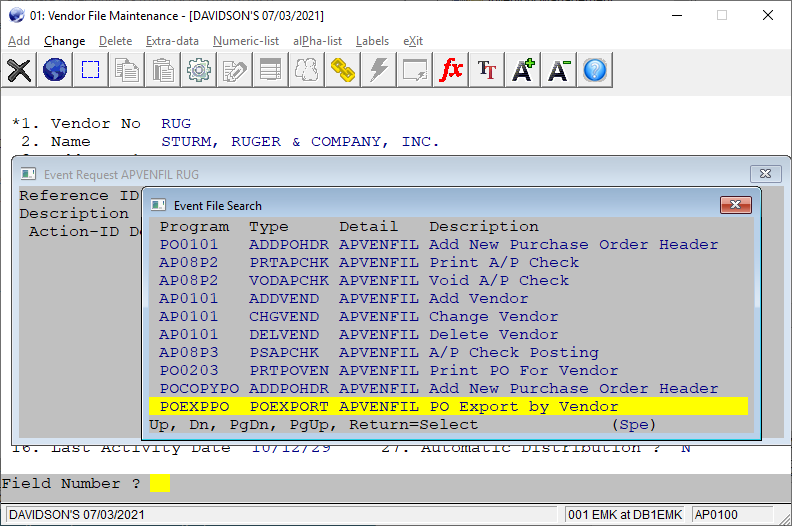 01: Vendor File Maintenance - [DAVIDSON'S 07/03/2021]
Add Change Delete Extra-data Numeric-list alPha-list Labels eXit
fx TT A+ A- ?
*1. Vendor No RUG
2. Name STURM, RUGER & COMPANY, INC.
Event Request APVENFIL RUG
Reference ID
Description
Action-ID
Event File Search
Program Type Detail Description
PO0101 ADDPOHDR APVENFIL Add New Purchase Order Header
AP08P2 PRTAPCHK APVENFIL Print A/P Check
AP08P2 VODAPCHK APVENFIL Void A/P Check
AP0101 ADDVEND APVENFIL Add Vendor
AP0101 CHGVEND APVENFIL Change Vendor
AP0101 DELVEND APVENFIL Delete Vendor
AP08P3 PSAPCHK APVENFIL A/P Check Posting
PO0203 PRTPOVEN APVENFIL Print PO For Vendor
POCOPYPO ADDPOHDR APVENFIL Add New Purchase Order Header
POEXPPO POEXPORT APVENFIL PO Export by Vendor
Up, Dn, PgDn, PgUp, Return=Select (Spe)
16. Last Activity Date 10/12/29 27. Automatic Distribution ? N
Field Number ?
DAVIDSON'S 07/03/2021 001 EMK at DB1EMK AP0100